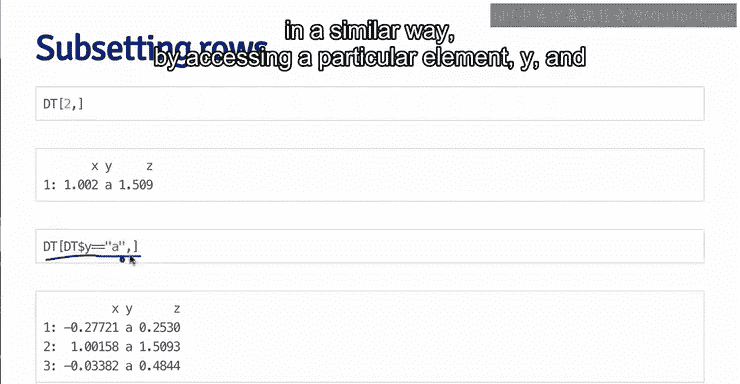 in a similar way,
by accessing a particular element, y, and
Subsetting rows
DT[2,]
x y z
1: 1.002 a 1.509
DT[DT$y=="a",]
x y z
1: -0.27721 a 0.2530
2: 1.00158 a 1.5093
3: -0.03382 a 0.4844